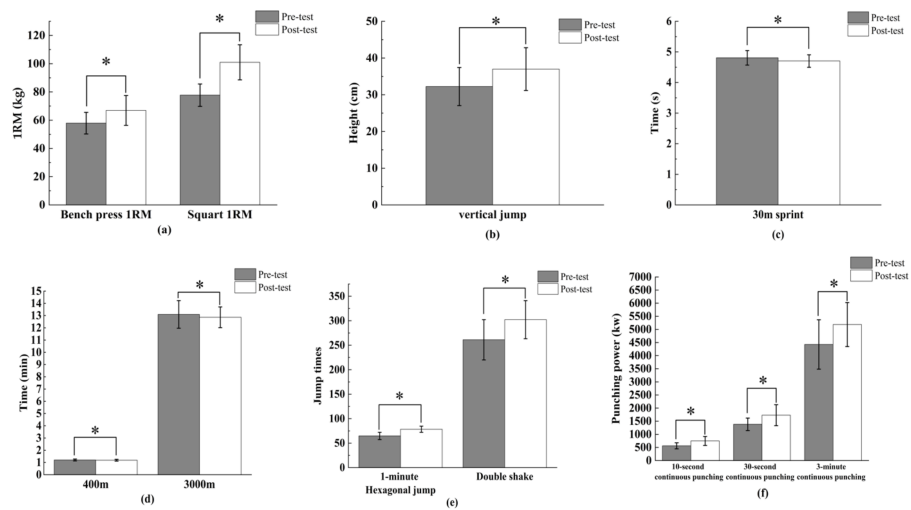 *
Pre-test
Post-test
*
1RM (kg)
120
100
80
60
40
20
0
Bench press 1RM
Squart 1RM
(a)
*
Pre-test
Post-test
Height (cm)
60
50
40
30
20
10
0
vertical jump
(b)
*
Pre-test
Post-test
Time (s)
6
5
4
3
2
1
0
30m sprint
(c)
*
Pre-test
Post-test
*
Time (min)
15
14
13
12
11
10
9
8
7
6
5
4
3
2
1
0
400m
3000m
(d)
*
Pre-test
Post-test
*
Jump times
350
300
250
200
150
100
50
0
1-minute
Hexagonal jump
Double shake
(e)
*
Pre-test
Post-test
*
*
Punching power (kw)
7000
6500
6000
5500
5000
4500
4000
3500
3000
2500
2000
1500
1000
500
0
10-second
continuous punching
30-second
continuous punching
3-minute
continuous punching
(f)